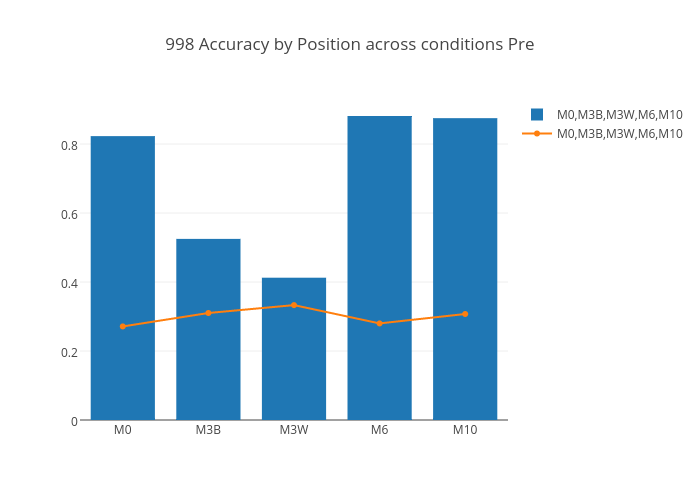 998 Accuracy by Position across conditions Pre
M0,M3B,M3W,M6,M10
M0,M3B,M3W,M6,M10
0.8
0.6
0.4
0.2
0
M0 M3B M3W M6 M10